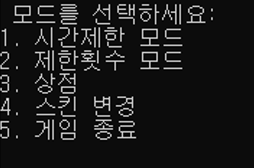 모드를 선택하세요:
1. 시간제한 모드
2. 제한횟수 모드
3. 상점
4. 스킨 변경
5. 게임 종료